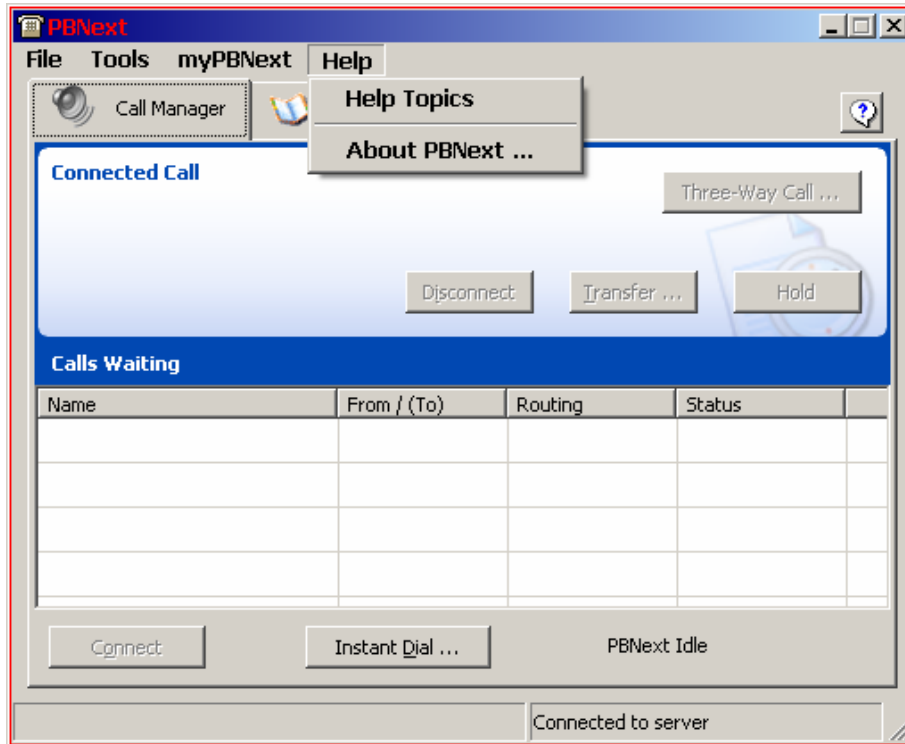 PBNext
File Tools myPBNext Help
Help Topics
About PBNext ...
Call Manager
Connected Call
Three-Way Call ...
Disconnect Transfer ... Hold
Calls Waiting
Name From / (To) Routing Status
Connect Instant Dial ... PBNext Idle
Connected to server